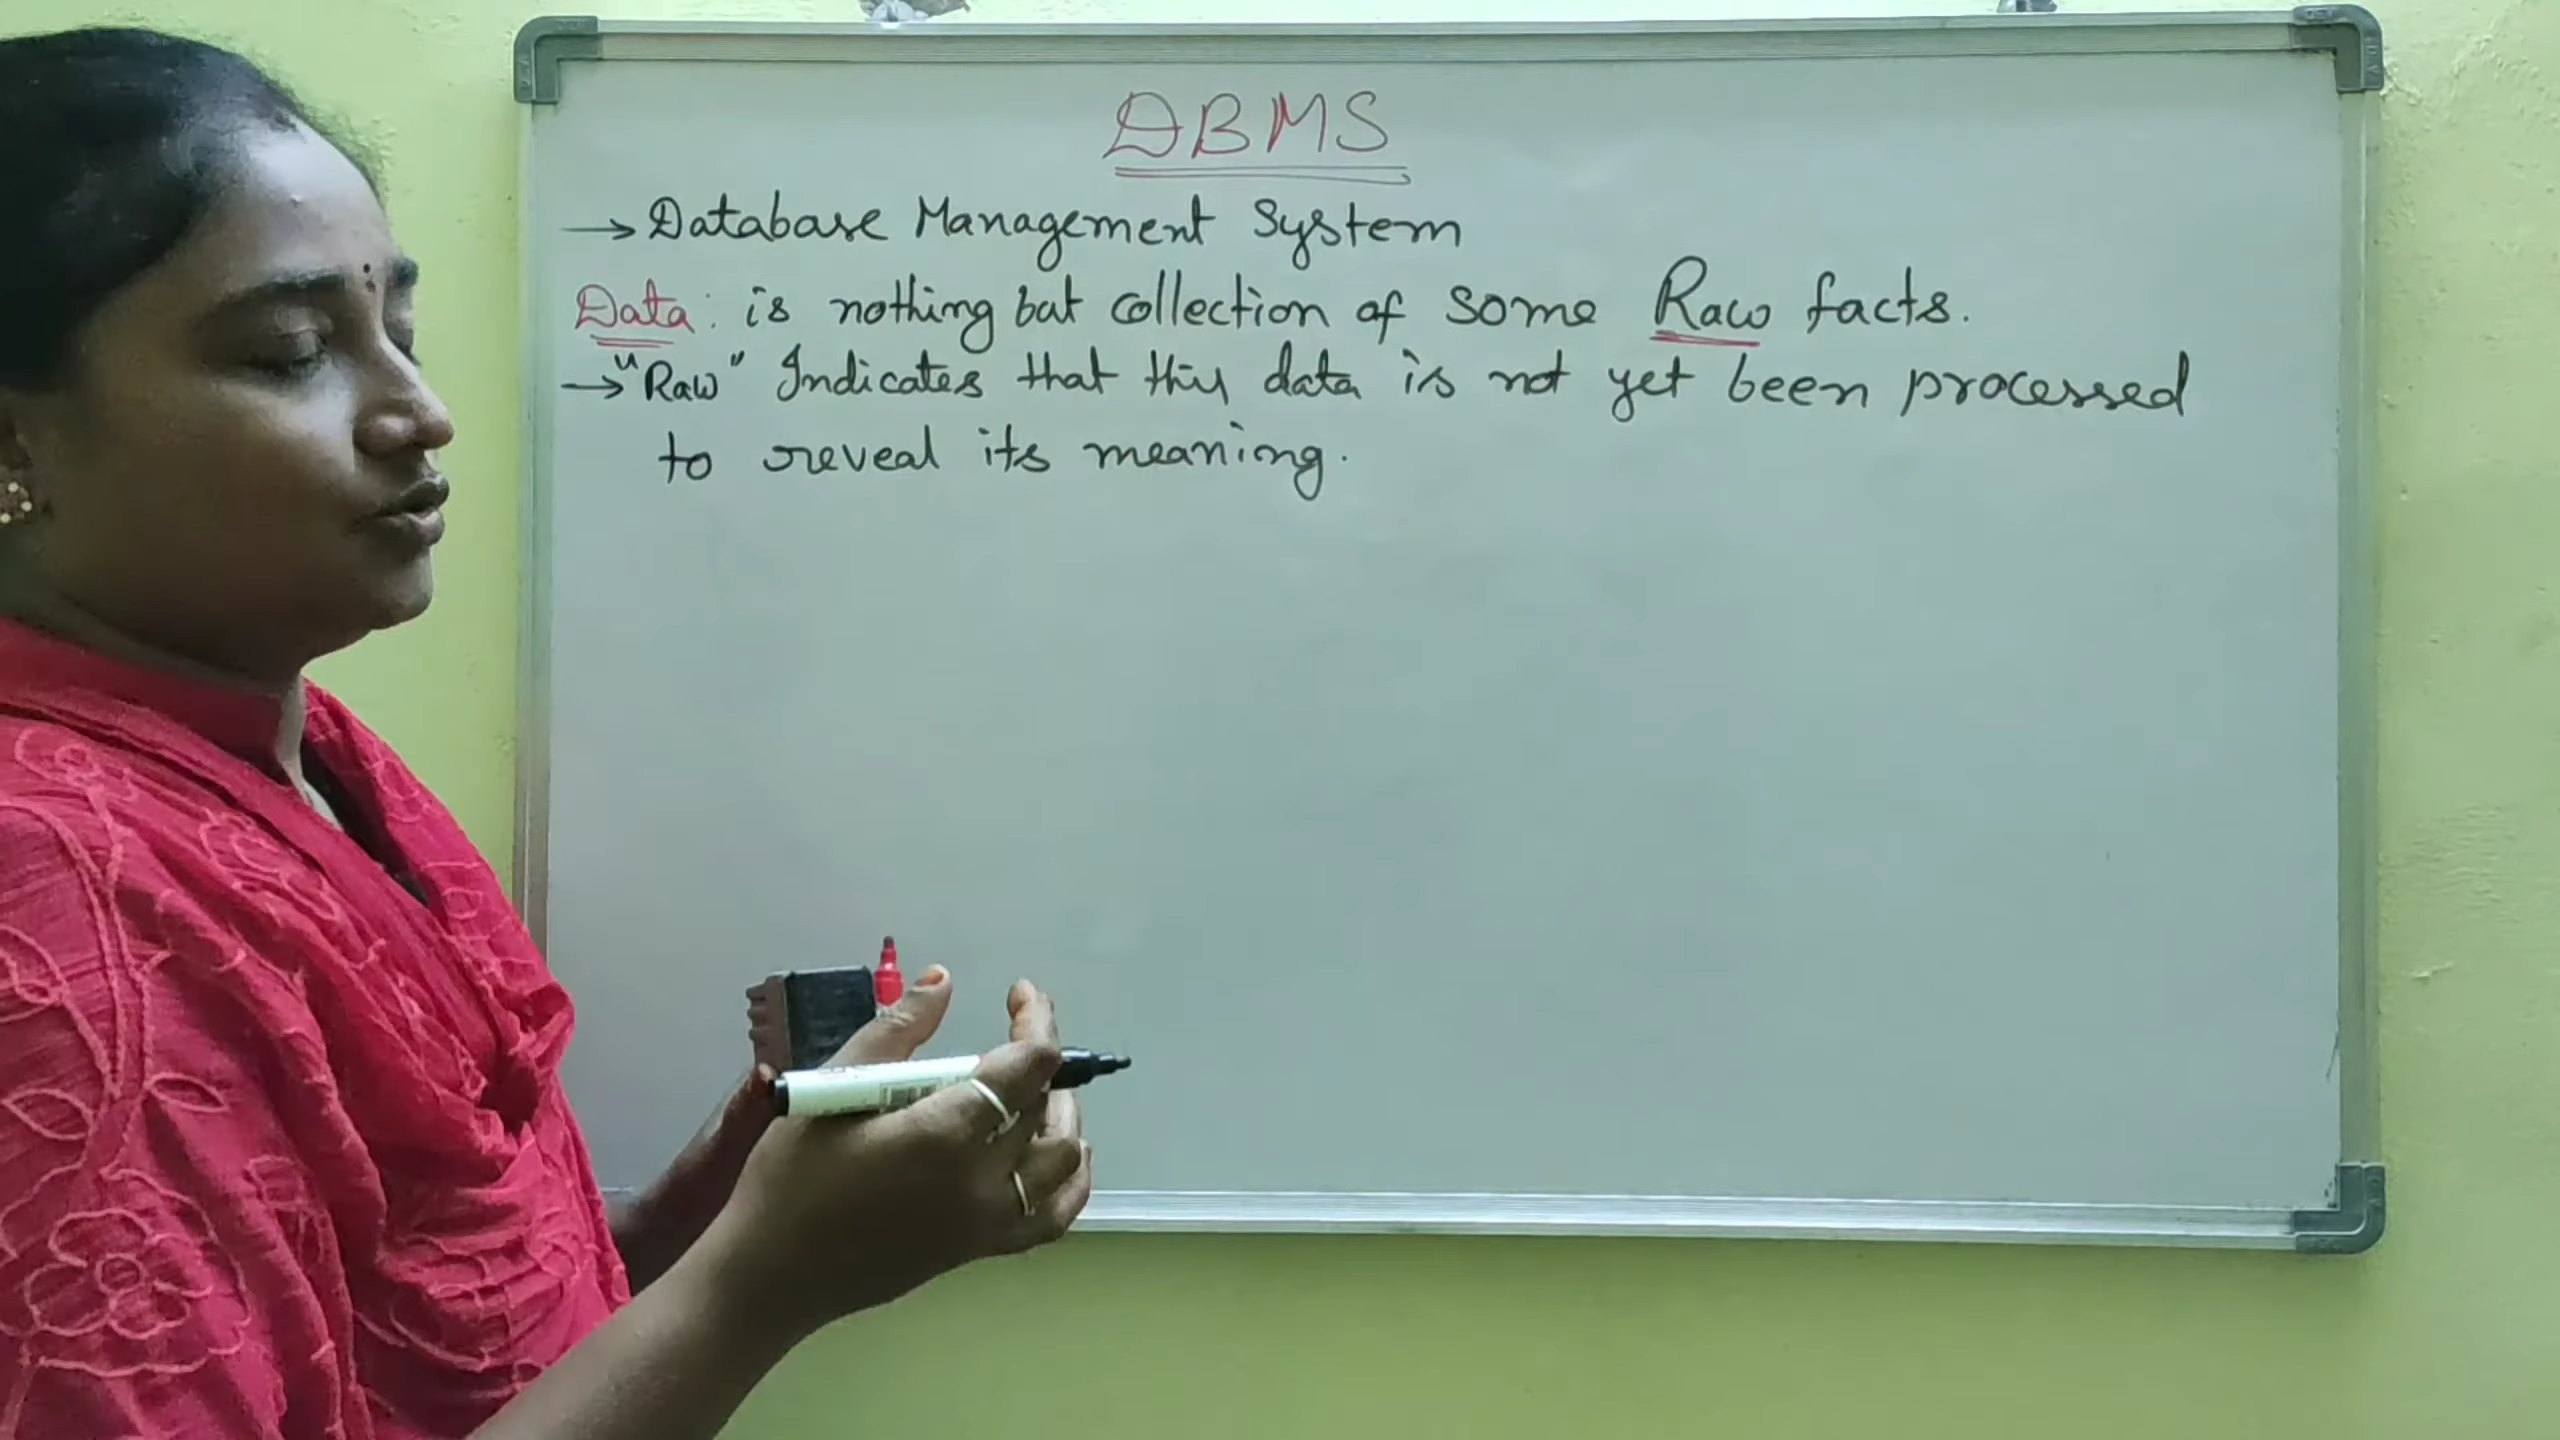 DBMS
→ Database Management System
Data : is nothing but collection of some Raw facts.
→ "Raw" Indicates that this data is not yet been processed
to reveal its meaning.